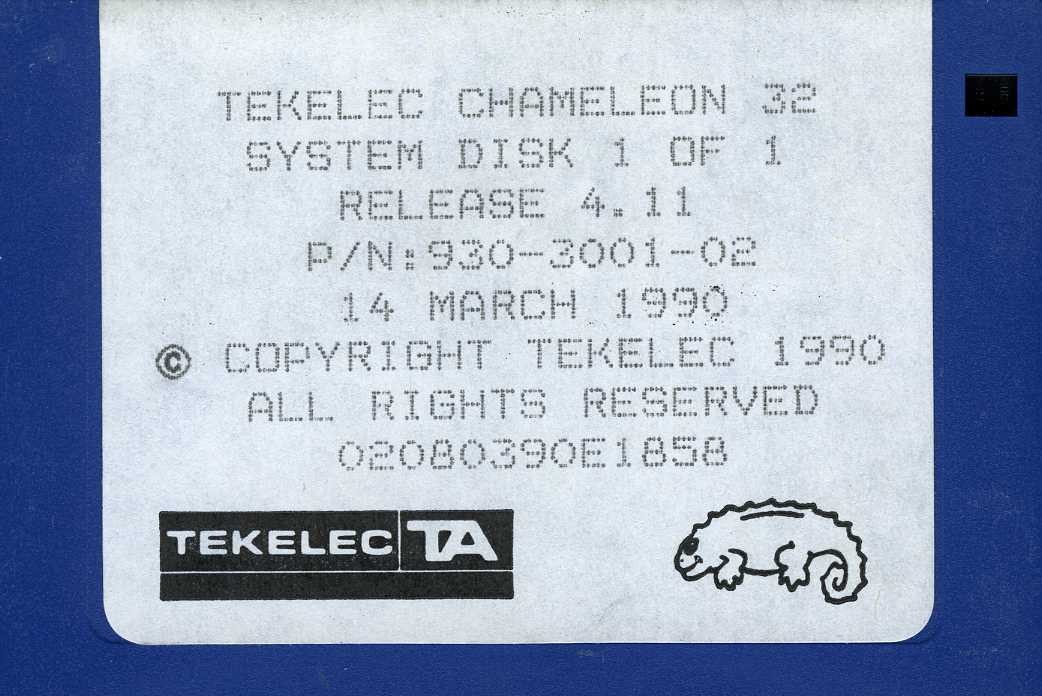 TEKELEC CHAMELEON 32
SYSTEM DISK 1 OF 1
RELEASE 4.11
P/N:930-3001-02
14 MARCH 1990
© COPYRIGHT TEKELEC 1990
ALL RIGHTS RESERVED
02080390E1858
TEKELEC TA